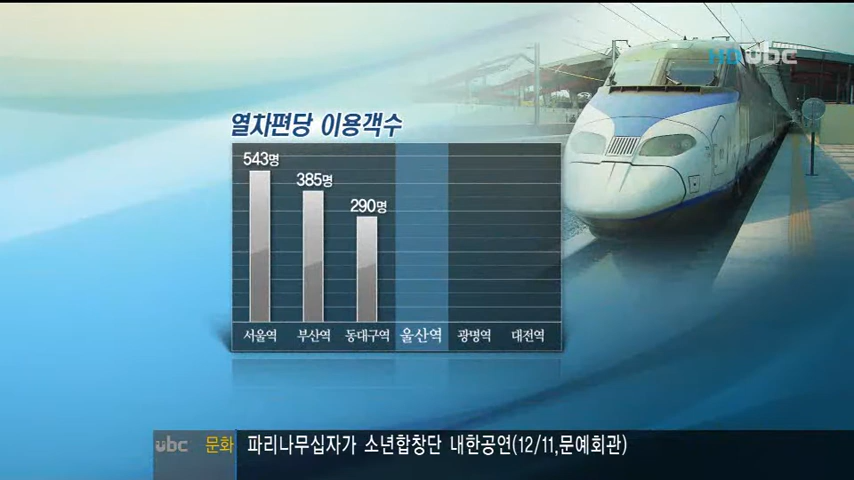 HD ubc
열차편당 이용객수
543명
385명
290명
서울역 부산역 동대구역 울산역 광명역 대전역
ubc 문화 파리나무십자가 소년합창단 내한공연(12/11,문예회관)